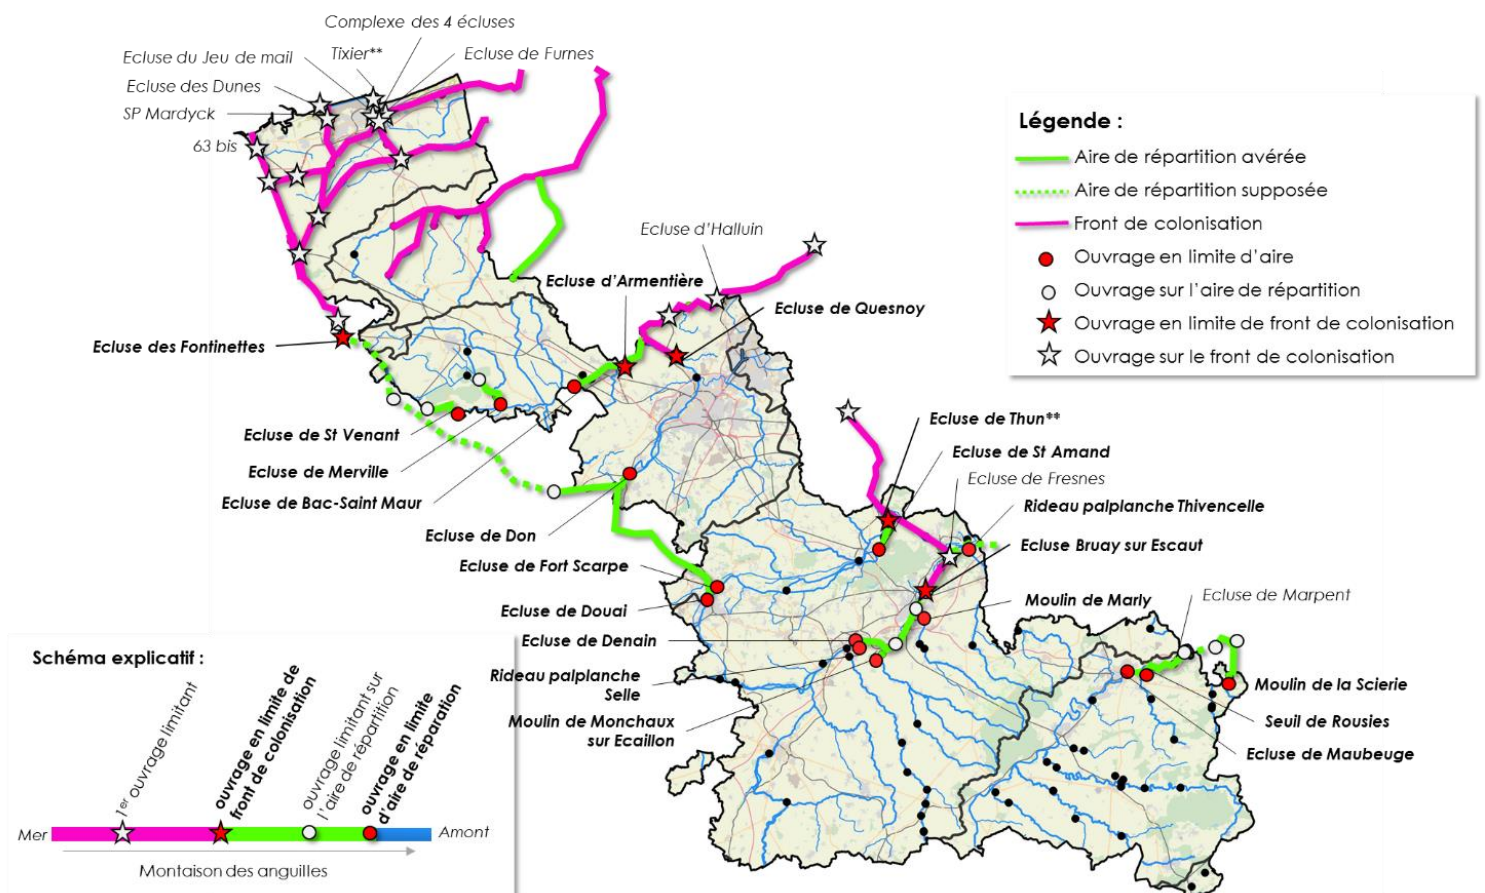 Complexe des 4 écluses
Tixier**
Ecluse du Jeu de mail
Ecluse de Furnes
Ecluse des Dunes
SP Mardyck
63 bis
Légende :
Aire de répartition avérée
Aire de répartition supposée
Front de colonisation
Ouvrage en limite d'aire
Ouvrage sur l'aire de répartition
Ouvrage en limite de front de colonisation
Ouvrage sur le front de colonisation
Ecluse d'Halluin
Ecluse d'Armentière
Ecluse de Quesnoy
Ecluse des Fontinettes
Ecluse de St Venant
Ecluse de Merville
Ecluse de Bac-Saint Maur
Ecluse de Don
Ecluse de Fort Scarpe
Ecluse de Douai
Ecluse de Denain
Rideau palplanche
Selle
Moulin de Monchaux
sur Ecaillon
Ecluse de Thun**
Ecluse de St Amand
Ecluse de Fresnes
Rideau palplanche Thivencelle
Ecluse Bruay sur Escaut
Moulin de Marly
Ecluse de Marpent
Moulin de la Scierie
Seuil de Rousies
Ecluse de Maubeuge
Schéma explicatif :
1er ouvrage limitant
ouvrage en limite de
front de colonisation
ouvrage limitant sur
l'aire de répartition
ouvrage en limite
d'aire de réparation
Mer
Amont
Montaison des anguilles